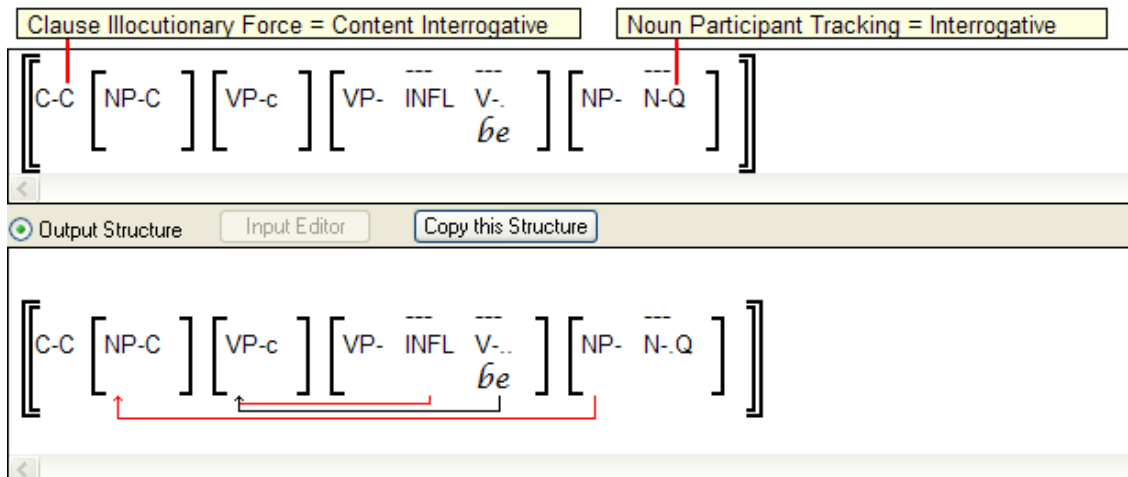 Clause Illocutionary Force = Content Interrogative Noun Participant Tracking = Interrogative
--- --- ---
C-C NP-C VP-c VP- INFL V-. NP- N-Q
be
Output Structure Input Editor Copy this Structure
--- --- ---
C-C NP-C VP-c VP- INFL V-.. NP- N-.Q
be